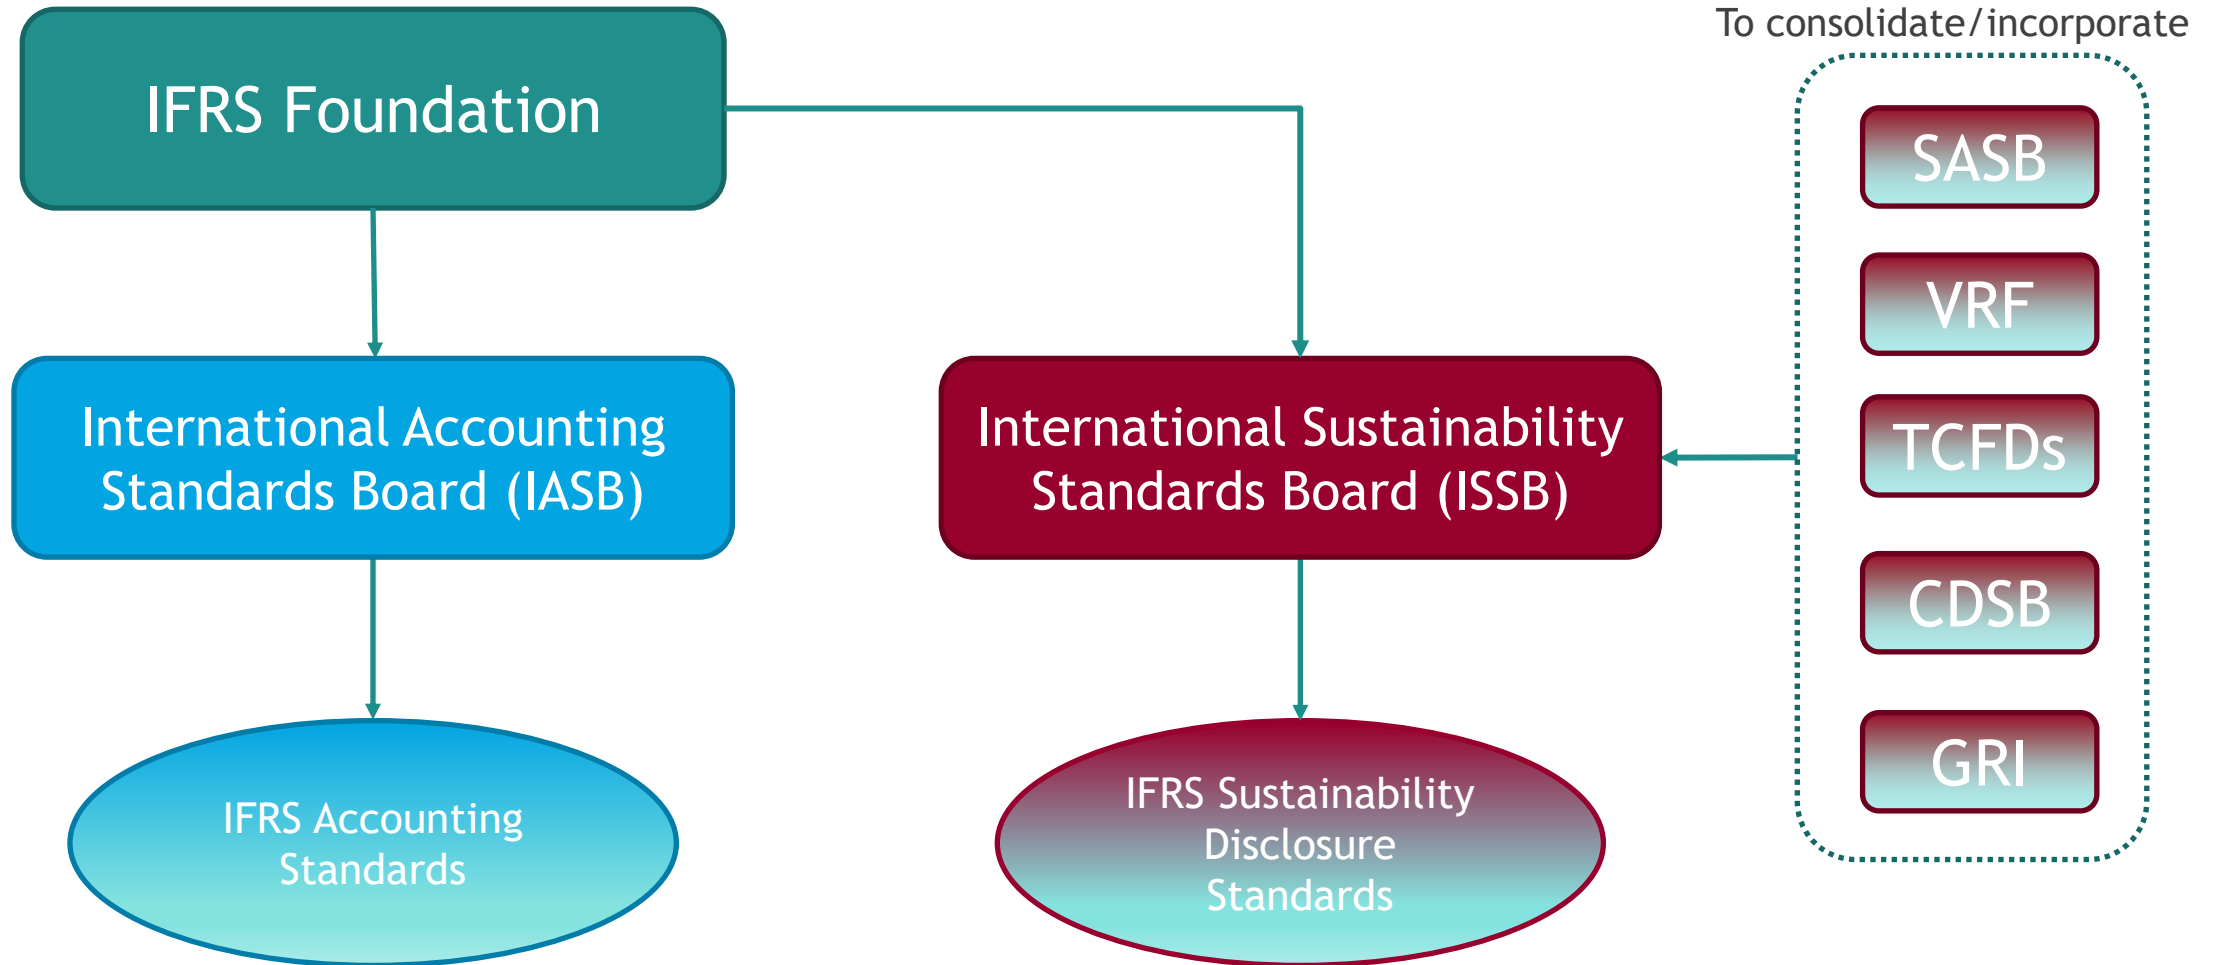 To consolidate/incorporate
IFRS Foundation
SASB
VRF
International Accounting
Standards Board (IASB)
International Sustainability
Standards Board (ISSB)
TCFDs
CDSB
GRI
IFRS Accounting
Standards
IFRS Sustainability
Disclosure
Standards